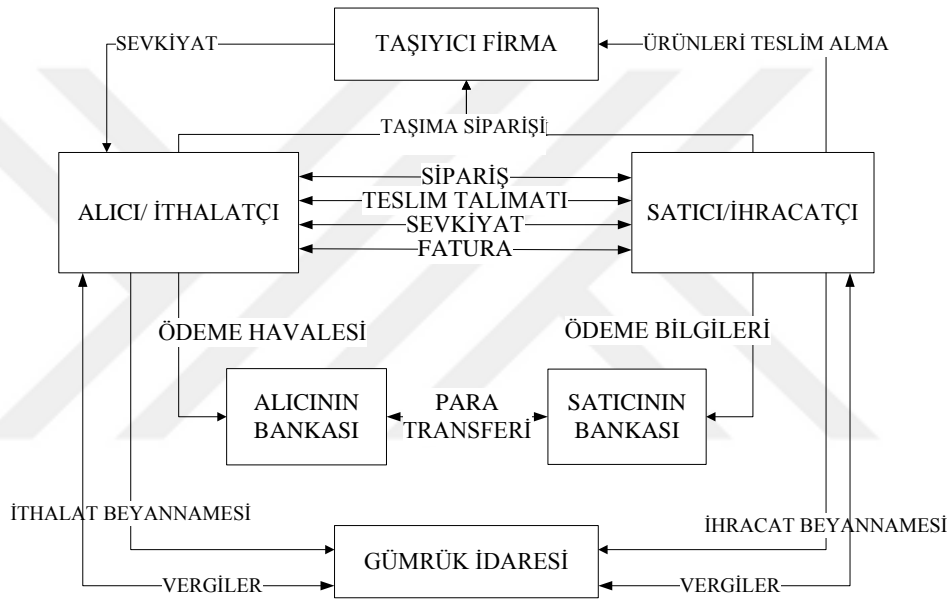 SEVKİYAT
TAŞIYICI FİRMA
ÜRÜNLERİ TESLİM ALMA
TAŞIMA SİPARİŞİ
ALICI/ İTHALATÇI
SİPARİŞ
TESLIM TALIMATI
SEVKİYAT
FATURA
SATICI/İHRACATÇI
ÖDEME HAVALESİ
ÖDEME BİLGİLERİ
ALICININ
BANKASI
PARA
TRANSFERİ
SATICININ
BANKASI
İTHALAT BEYANNAMESİ
İHRACAT BEYANNAMESİ
GÜMRÜK İDARESİ
VERGİLER
VERGİLER